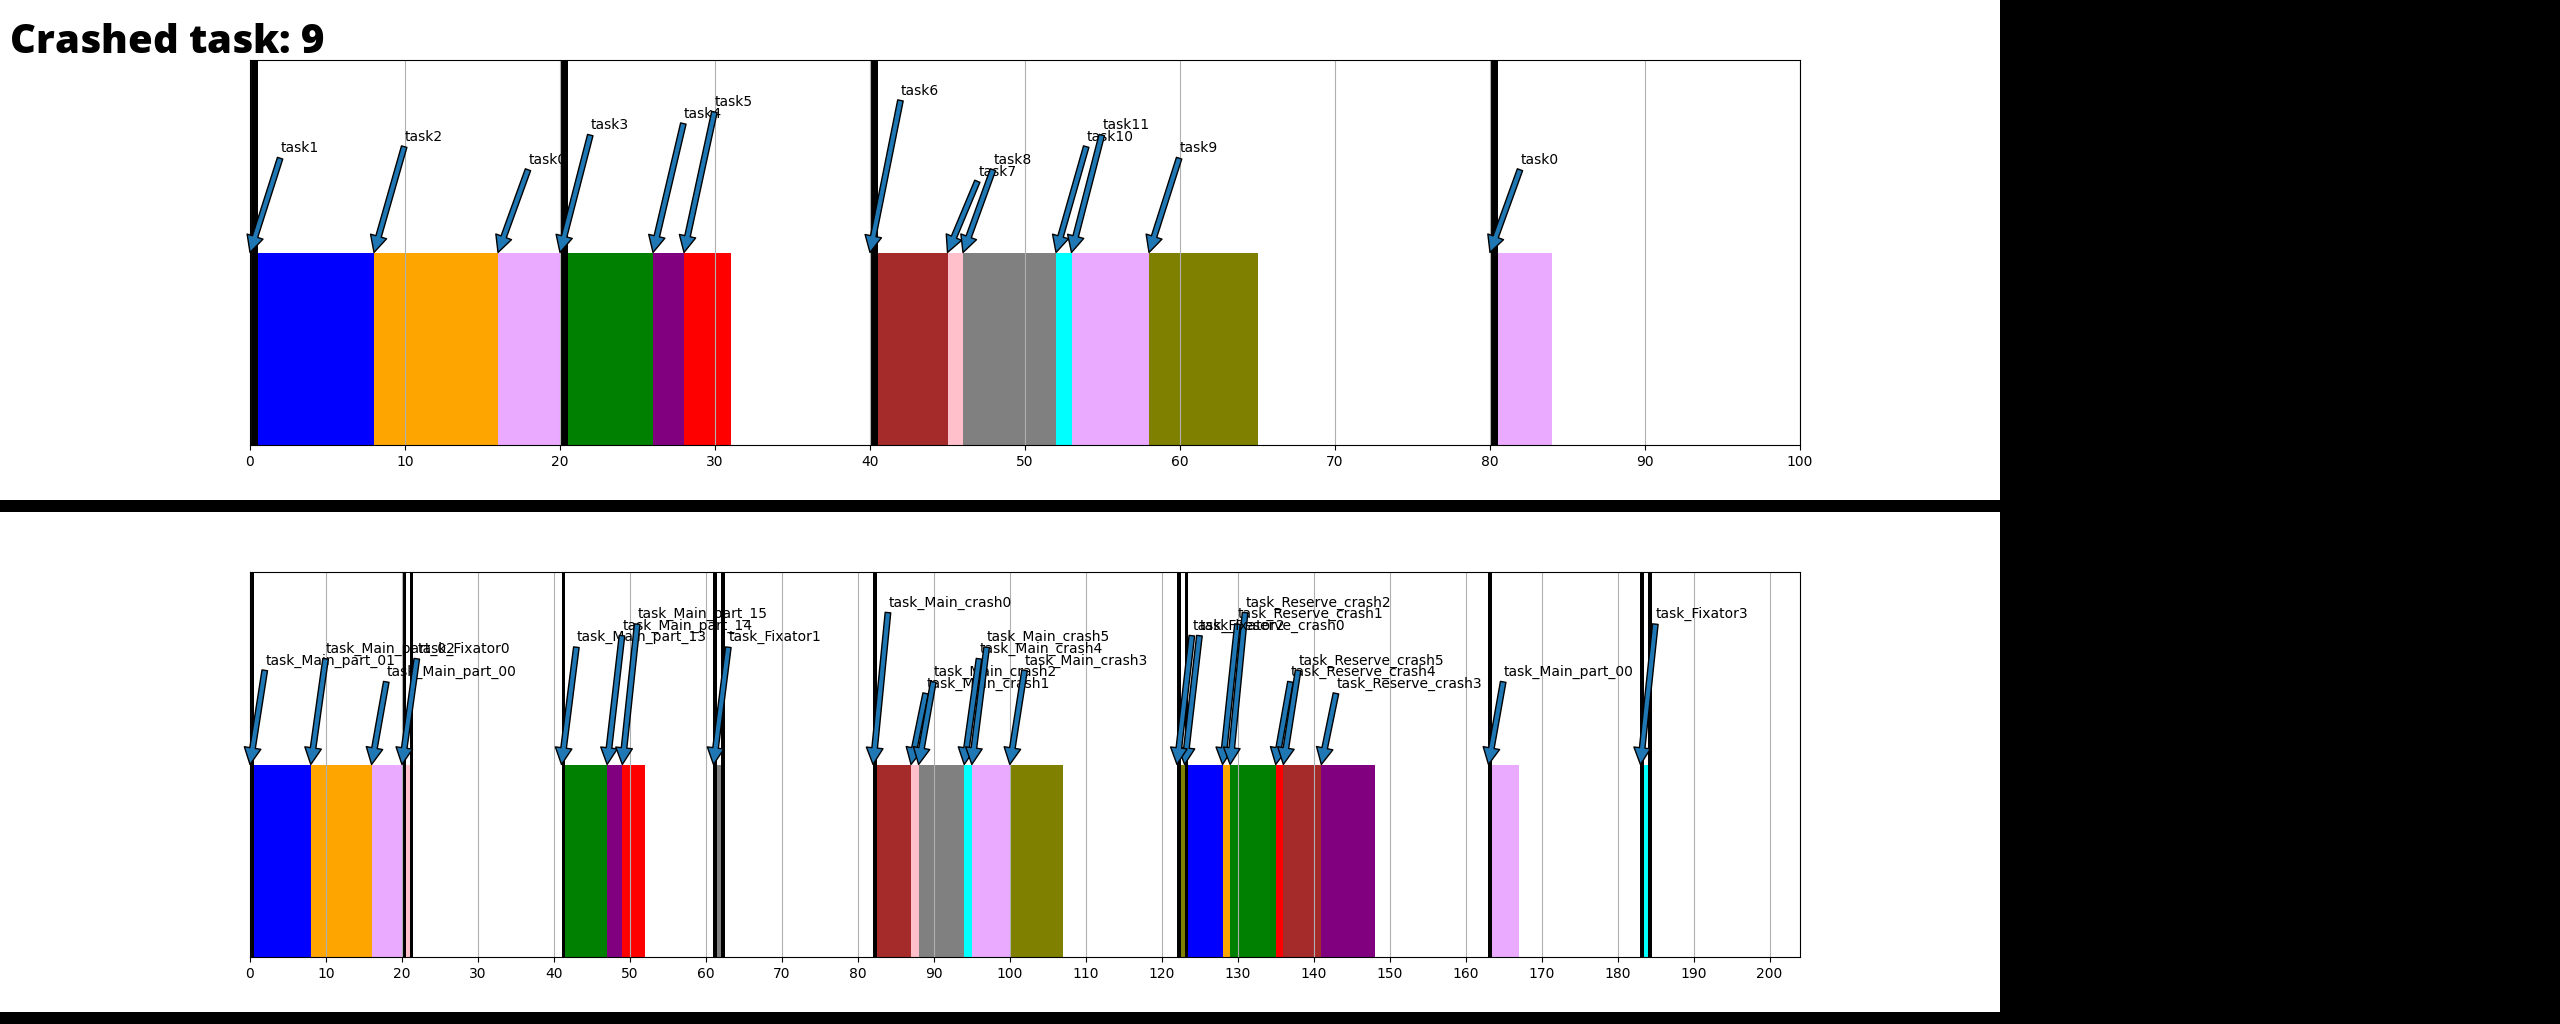 Crashed task: 9
task6
task5
task4
task3
task11
task10
task2
task1
task9
task0
task8
task0
task7
0 10 20 30 40 50 60 70 80 90 100
task_Main_crash0
task_Reserve_crash2
task_Main_part_15
task_Reserve_crash1
task_Fixator3
task_Main_part_14
task_Fixator2
task_Reserve_crash0
task_Main_part_13
task_Fixator1
task_Main_crash5
task_Main_part_02
task_Fixator0
task_Main_crash4
task_Main_part_01
task_Main_crash3
task_Reserve_crash5
task_Main_part_00
task_Main_crash2
task_Reserve_crash4
task_Main_part_00
task_Main_crash1
task_Reserve_crash3
0 10 20 30 40 50 60 70 80 90 100 110 120 130 140 150 160 170 180 190 200